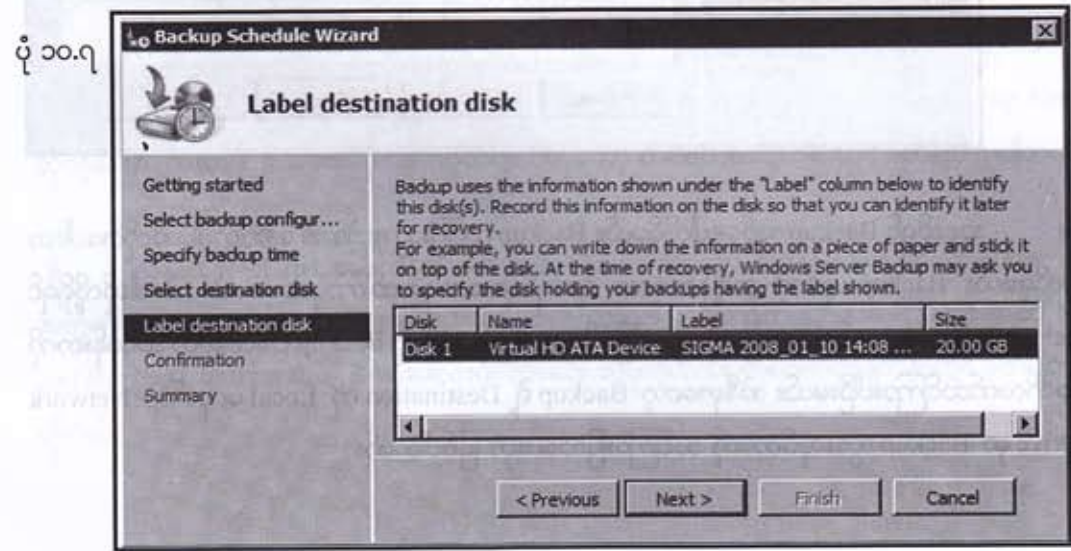 ပုံ ၁၀.၇
Backup Schedule Wizard
Label destination disk
Getting started
Select backup configur...
Specify backup time
Select destination disk
Label destination disk
Confirmation
Summary
Backup uses the information shown under the "Label" column below to identify
this disk(s). Record this information on the disk so that you can identify it later
for recovery.
For example, you can write down the information on a piece of paper and stick it
on top of the disk. At the time of recovery, Windows Server Backup may ask you
to specify the disk holding your backups having the label shown.
Disk Name Label Size
Disk 1 Virtual HD ATA Device SIGMA 2008_01_10 14:08 ... 20.00 GB
< Previous Next > Finish Cancel